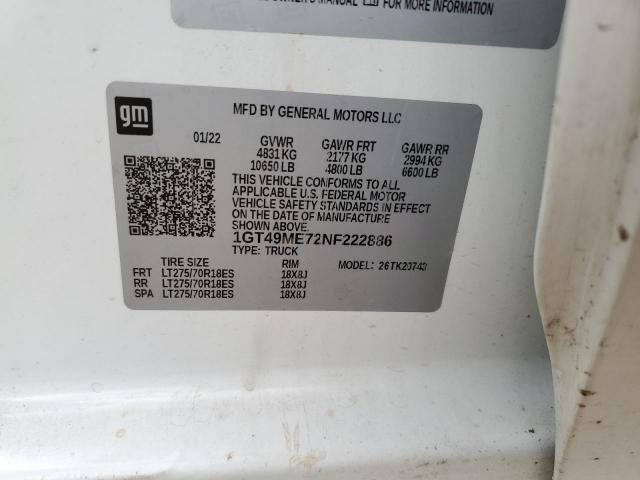 OWNER'S MANUAL FOR MORE INFORMATION
gm
MFD BY GENERAL MOTORS LLC
01/22 GVWR GAWR FRT GAWR RR
4831 KG 2177 KG 2994 KG
10650 LB 4800 LB 6600 LB
THIS VEHICLE CONFORMS TO ALL
APPLICABLE U.S. FEDERAL MOTOR
VEHICLE SAFETY STANDARDS IN EFFECT
ON THE DATE OF MANUFACTURE SHOWN
ABOVE.
1GT49ME72NF222886
TYPE: TRUCK
TIRE SIZE RIM MODEL: 26TK20743
FRT LT275/70R18ES 18X8J
RR LT275/70R18ES 18X8J
SPA LT275/70R18ES 18X8J